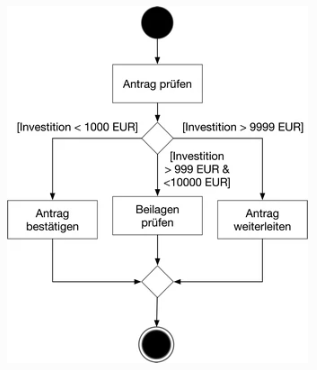 Antrag prüfen
[Investition < 1000 EUR]
[Investition > 9999 EUR]
[Investition
> 999 EUR &
<10000 EUR]
Antrag
bestätigen
Beilagen
prüfen
Antrag
weiterleiten